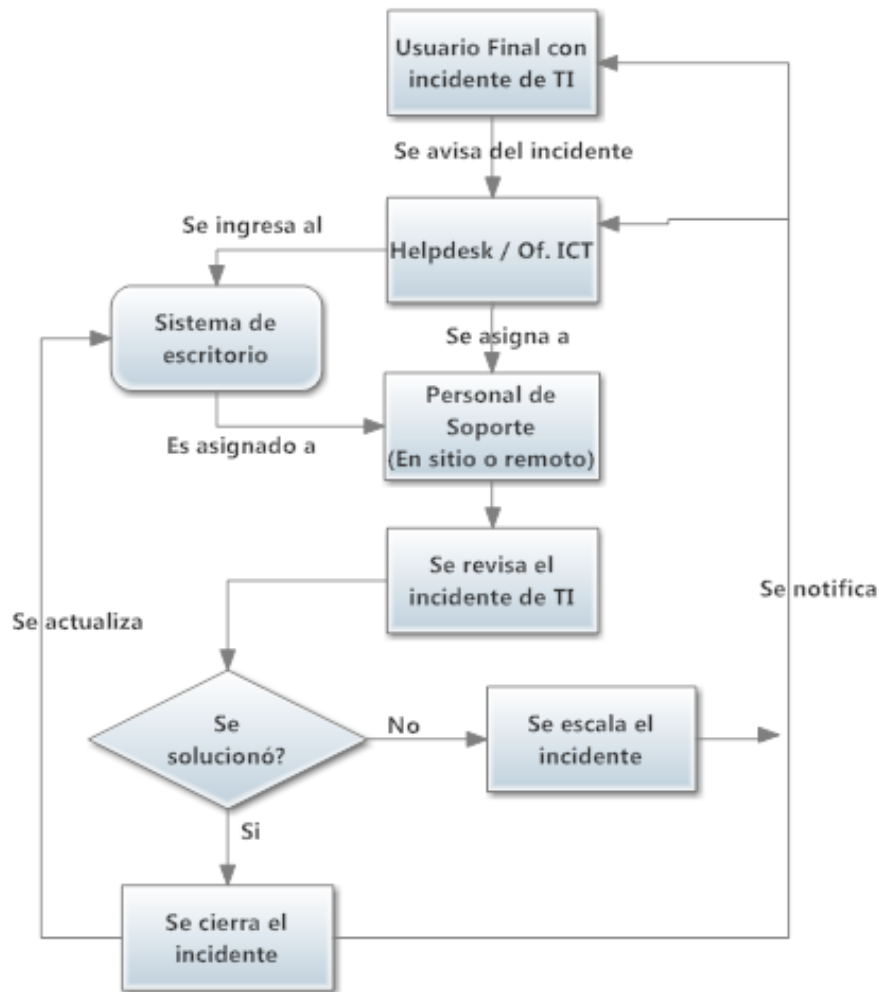 Usuario Final con
incidente de TI
Se avisa del incidente
Se ingresa al
Helpdesk / Of. ICT
Sistema de
escritorio
Se asigna a
Personal de
Soporte
(En sitio o remoto)
Es asignado a
Se revisa el
incidente de TI
Se notifica
Se actualiza
Se
solucionó?
No
Se escala el
incidente
Si
Se cierra el
incidente